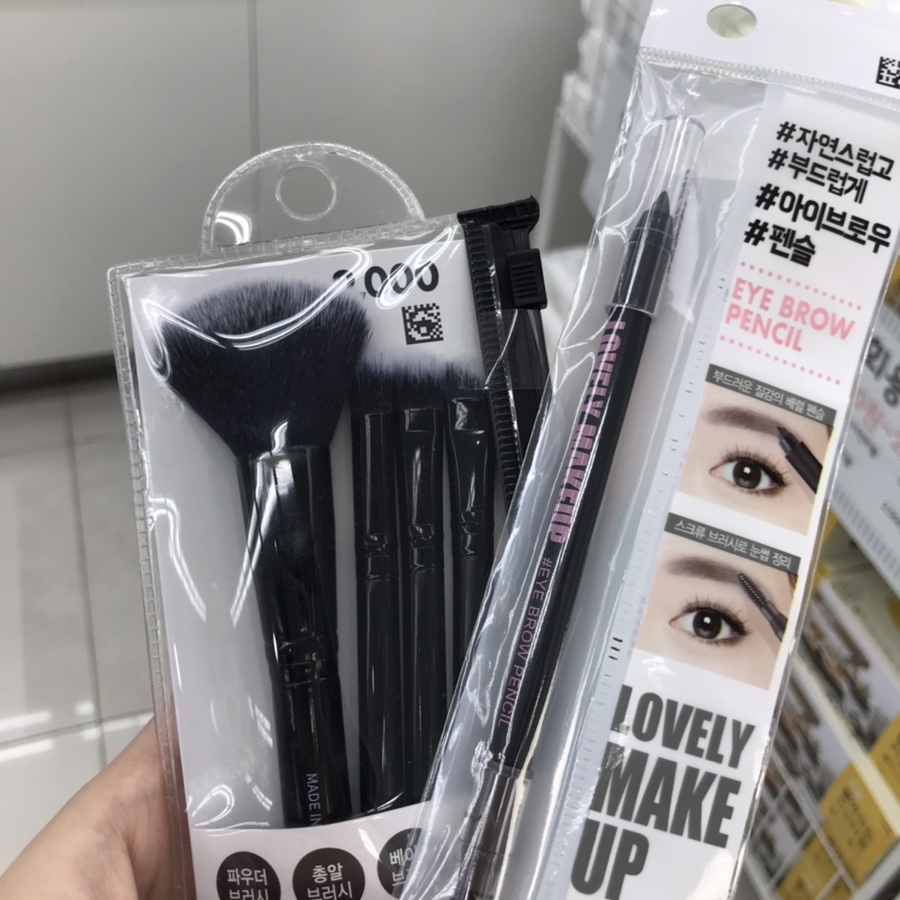 ,000
MADE IN
파우더
브러시
총알
브러시
LOVELY MAKEUP
#EYE BROW PENCIL
#자연스럽고
#부드럽게
#아이브로우
#펜슬
EYE BROW
PENCIL
부드러운 질감의 배럴 펜슬
스크류 브러시로 눈썹 정리
LOVELY
MAKE
UP